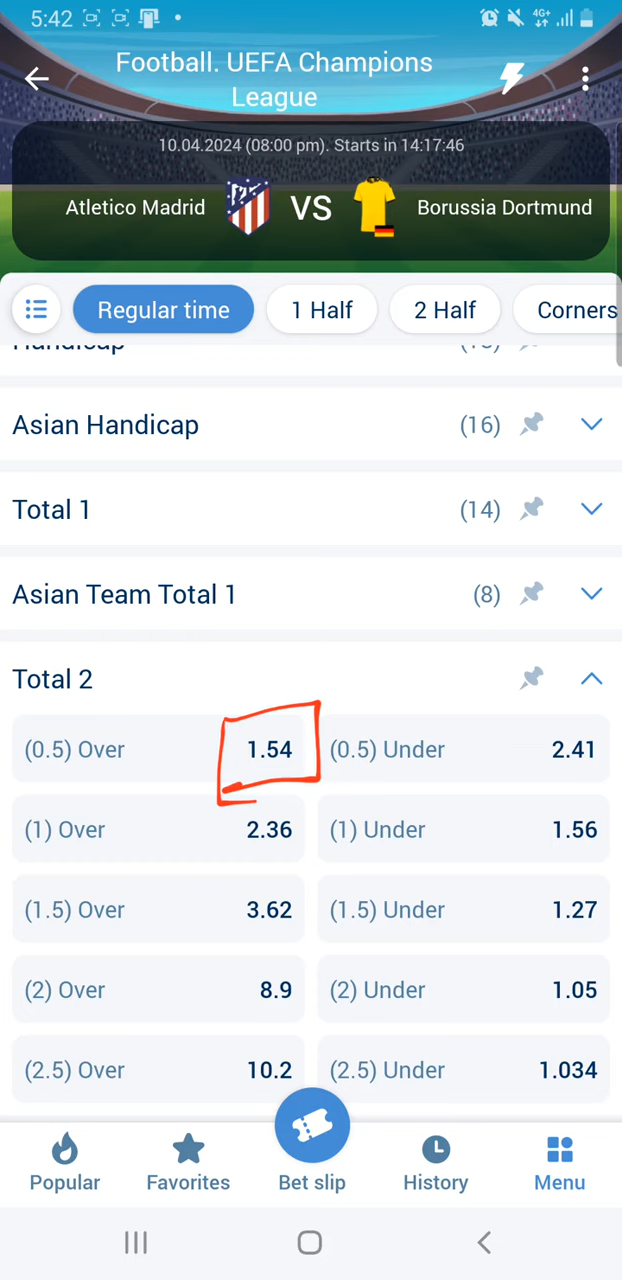 5:42
4G+
Football. UEFA Champions
League
10.04.2024 (08:00 pm). Starts in 14:17:46
Atletico Madrid VS Borussia Dortmund
Regular time 1 Half 2 Half Corners
Handicap
Asian Handicap (16)
Total 1 (14)
Asian Team Total 1 (8)
Total 2
(0.5) Over 1.54 (0.5) Under 2.41
(1) Over 2.36 (1) Under 1.56
(1.5) Over 3.62 (1.5) Under 1.27
(2) Over 8.9 (2) Under 1.05
(2.5) Over 10.2 (2.5) Under 1.034
Popular Favorites Bet slip History Menu